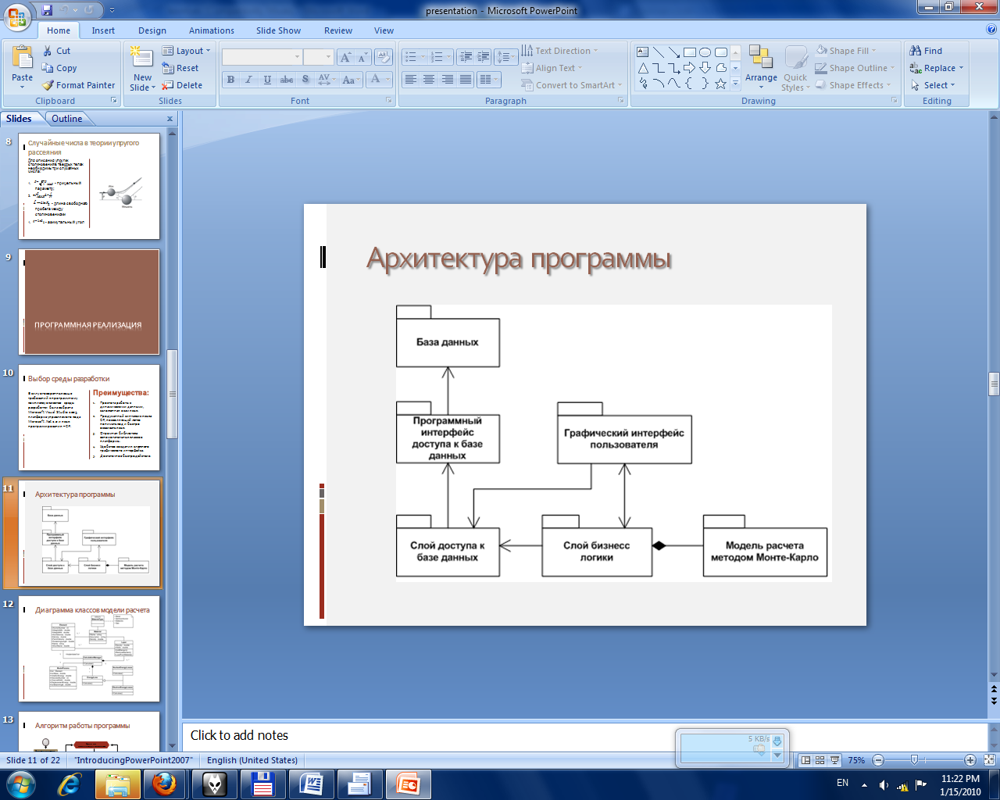 presentation - Microsoft PowerPoint
Home Insert Design Animations Slide Show Review View
Paste
Cut
Copy
Format Painter
Clipboard
New
Slide
Layout
Reset
Delete
Slides
Font
Text Direction
Align Text
Convert to SmartArt
Paragraph
Arrange
Quick
Styles
Shape Fill
Shape Outline
Shape Effects
Drawing
Find
Replace
Select
Editing
Slides Outline x
8
Случайные числа в теории упругого
рассеяния
9
ПРОГРАММНАЯ РЕАЛИЗАЦИЯ
10
Выбор среды разработки
Преимущества:
11
Архитектура программы
12
Диаграмма классов модели расчета
13
Алгоритм работы программы
Архитектура программы
База данных
Программный
интерфейс
доступа к базе
данных
Графический интерфейс
пользователя
Слой доступа к
базе данных
Слой бизнесс
логики
Модель расчета
методом Монте-Карло
Click to add notes
5 KB/s
Slide 11 of 22 "IntroducingPowerPoint2007" English (United States) 75%
EN
11:22 PM
1/15/2010